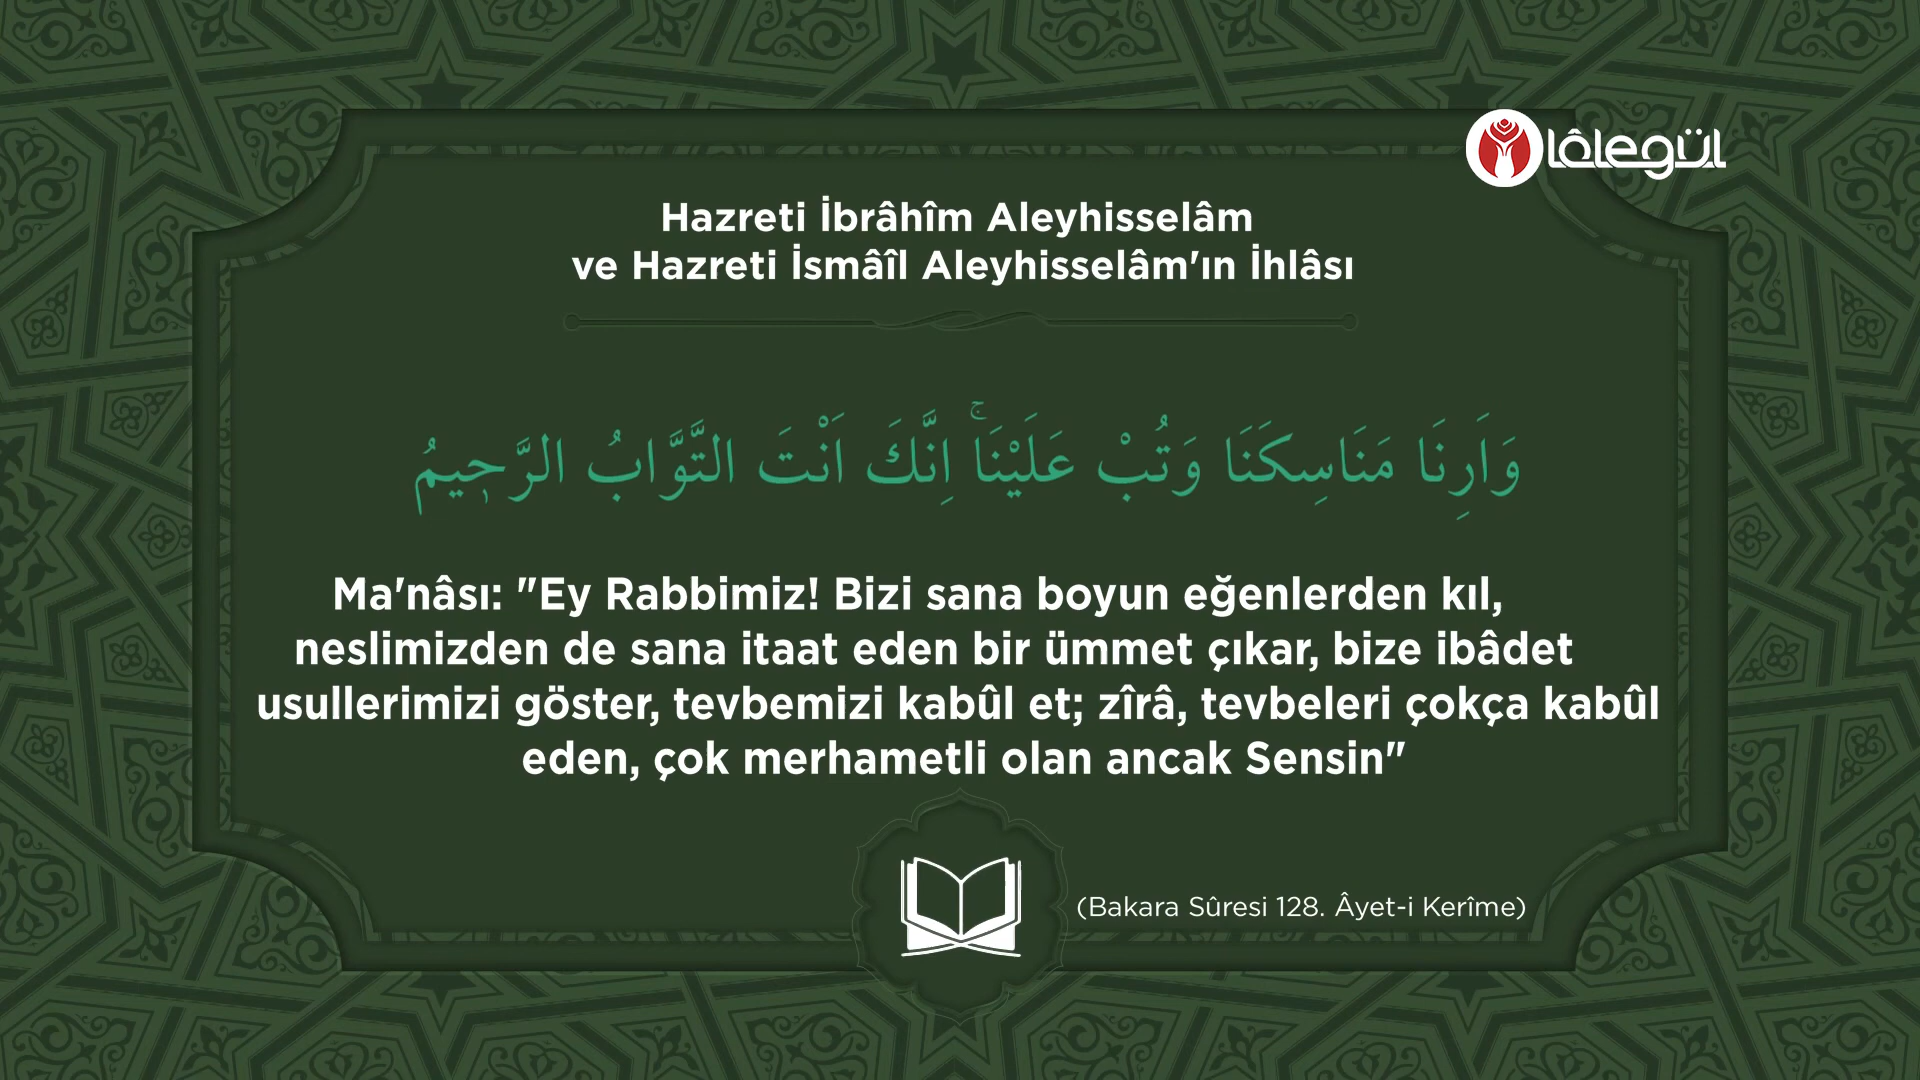 lâlegül
Hazreti İbrâhîm Aleyhisselâm
ve Hazreti İsmâîl Aleyhisselâm'ın İhlâsı
وَاَرِنَا مَنَاسِكَنَا وَتُبْ عَلَيْنَاۚ اِنَّكَ اَنْتَ التَّوَّابُ الرَّح۪يمُ
Ma'nâsı: "Ey Rabbimiz! Bizi sana boyun eğenlerden kıl,
neslimizden de sana itaat eden bir ümmet çıkar, bize ibâdet
usullerimizi göster, tevbemizi kabûl et; zîrâ, tevbeleri çokça kabûl
eden, çok merhametli olan ancak Sensin"
(Bakara Sûresi 128. Âyet-i Kerîme)